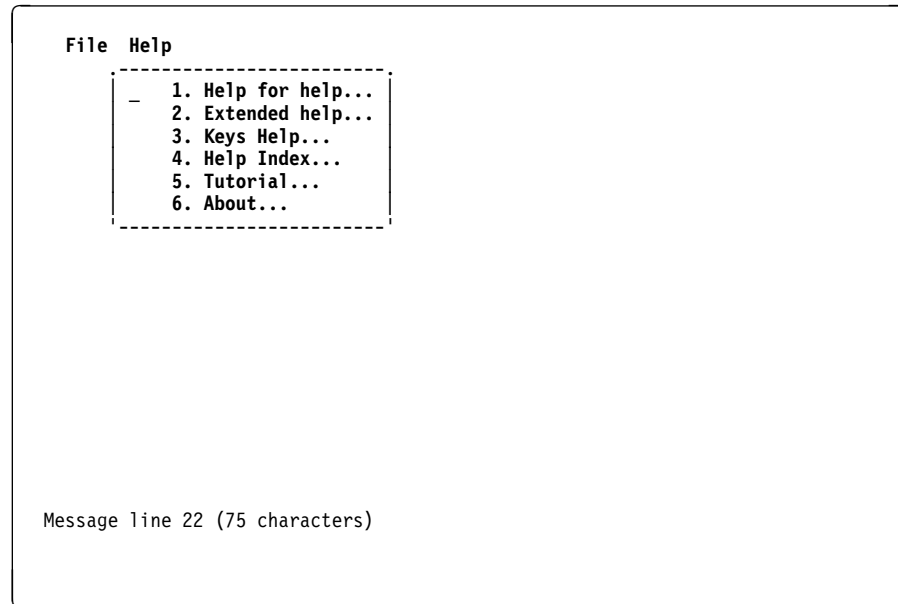 File Help
_ 1. Help for help...
2. Extended help...
3. Keys Help...
4. Help Index...
5. Tutorial...
6. About...
Message line 22 (75 characters)